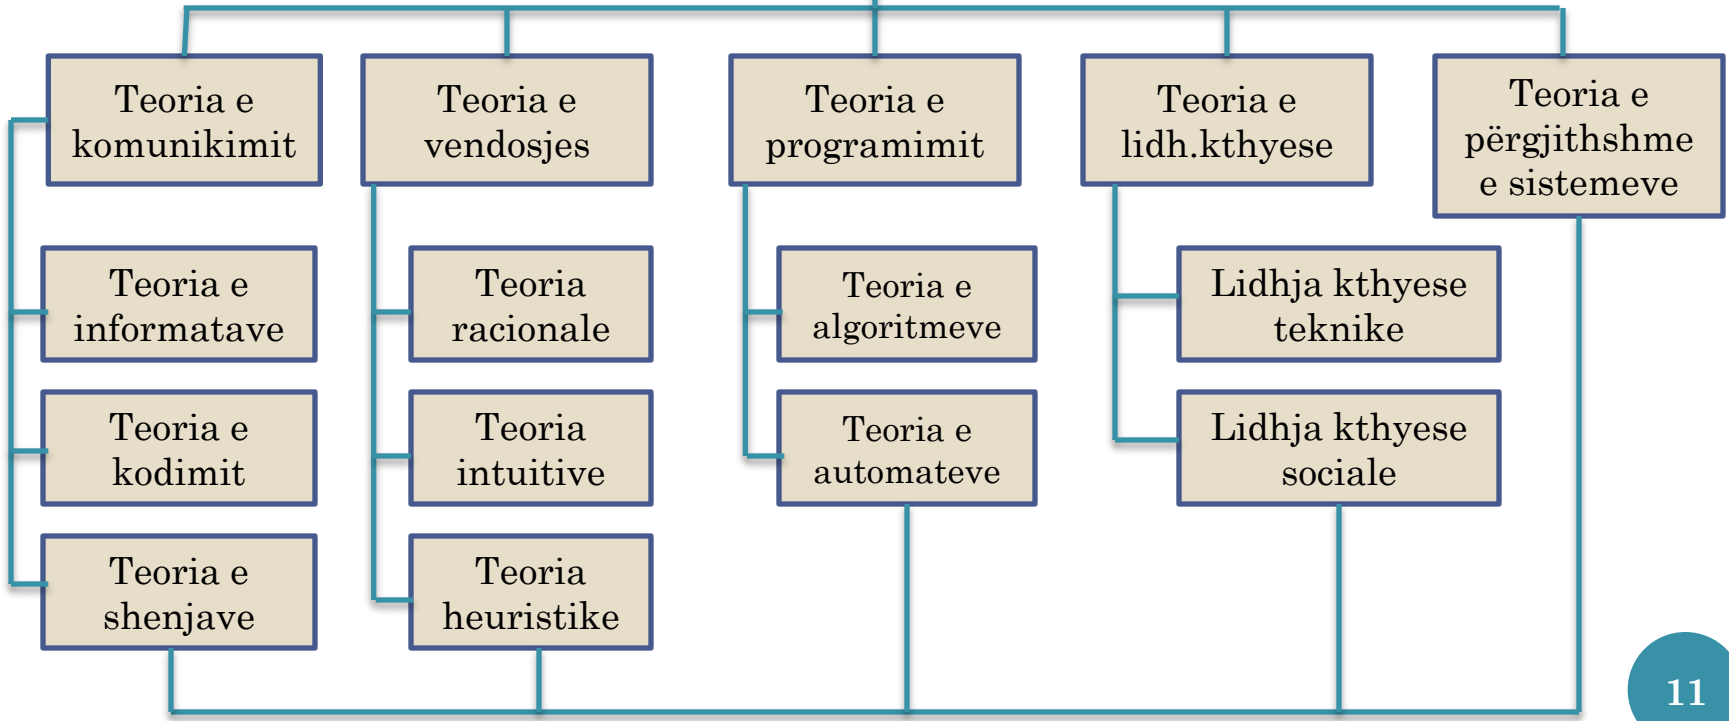 Teoria e
komunikimit
Teoria e
vendosjes
Teoria e
programimit
Teoria e
lidh.kthyese
Teoria e
përgjithshme
e sistemeve
Teoria e
informatave
Teoria
racionale
Teoria e
algoritmeve
Lidhja kthyese
teknike
Teoria e
kodimit
Teoria
intuitive
Teoria e
automateve
Lidhja kthyese
sociale
Teoria e
shenjave
Teoria
heuristike
11